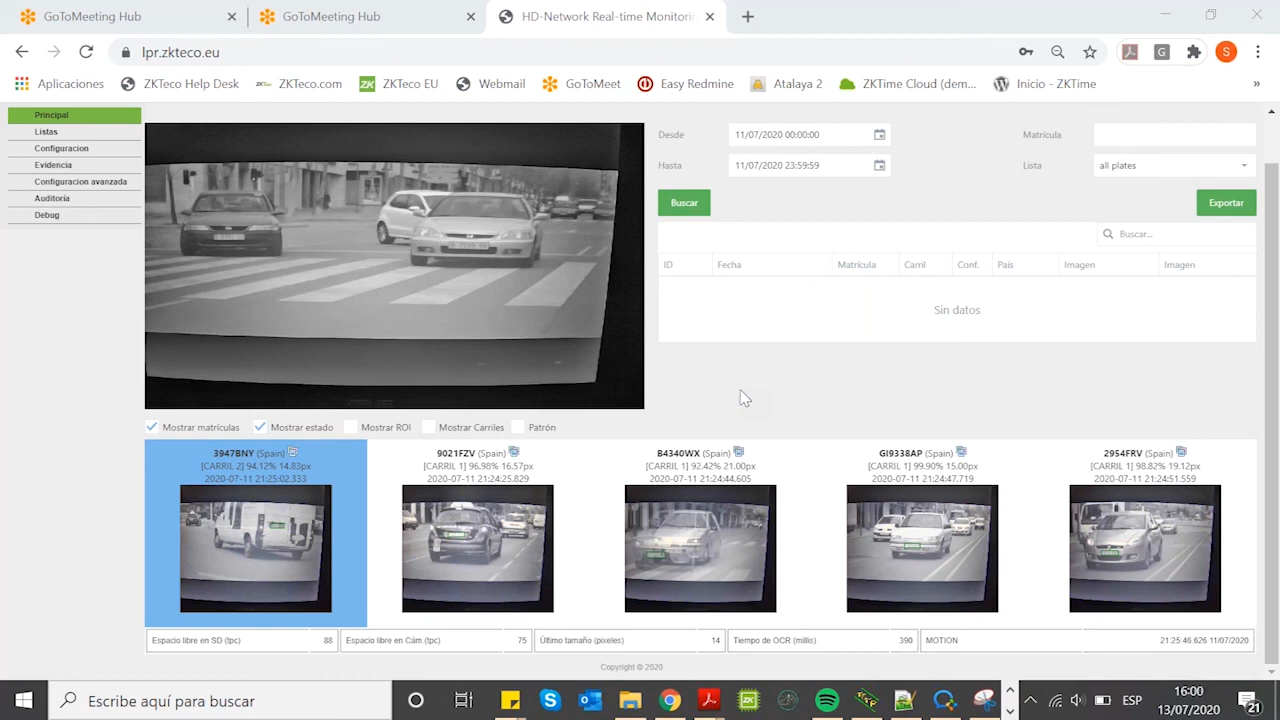 GoToMeeting Hub
GoToMeeting Hub
HD-Network Real-time Monitorin
lpr.zkteco.eu
Aplicaciones
ZKTeco Help Desk
ZKTeco.com
ZKTeco EU
Webmail
GoToMeet
Easy Redmine
Atalaya 2
ZKTime Cloud (dem...
Inicio - ZKTime
»
Principal
Listas
Configuracion
Evidencia
Configuracion avanzada
Auditoría
Debug
Desde 11/07/2020 00:00:00 Matrícula
Hasta 11/07/2020 23:59:59 Lista all plates
Buscar Exportar
Buscar...
ID Fecha Matrícula Carril Conf. País Imagen Imagen
Sin datos
Mostrar matrículas Mostrar estado Mostrar ROI Mostrar Carriles Patrón
3947BNY (Spain)
[CARRIL 2] 94.12% 14.83px
2020-07-11 21:25:02.333
9021FZV (Spain)
[CARRIL 1] 96.98% 16.57px
2020-07-11 21:24:25.829
B4340WX (Spain)
[CARRIL 1] 92.42% 21.00px
2020-07-11 21:24:44.605
GI9338AP (Spain)
[CARRIL 1] 99.90% 15.00px
2020-07-11 21:24:47.719
2954FRV (Spain)
[CARRIL 1] 98.82% 19.12px
2020-07-11 21:24:51.559
Espacio libre en SD (tpc) 88
Espacio libre en Cám.(tpc) 75
Último tamaño (pixeles) 14
Tiempo de OCR (millis) 390
MOTION 21:25:46.626 11/07/2020
Copyright © 2020
Escribe aquí para buscar
ESP
16:00
13/07/2020
21